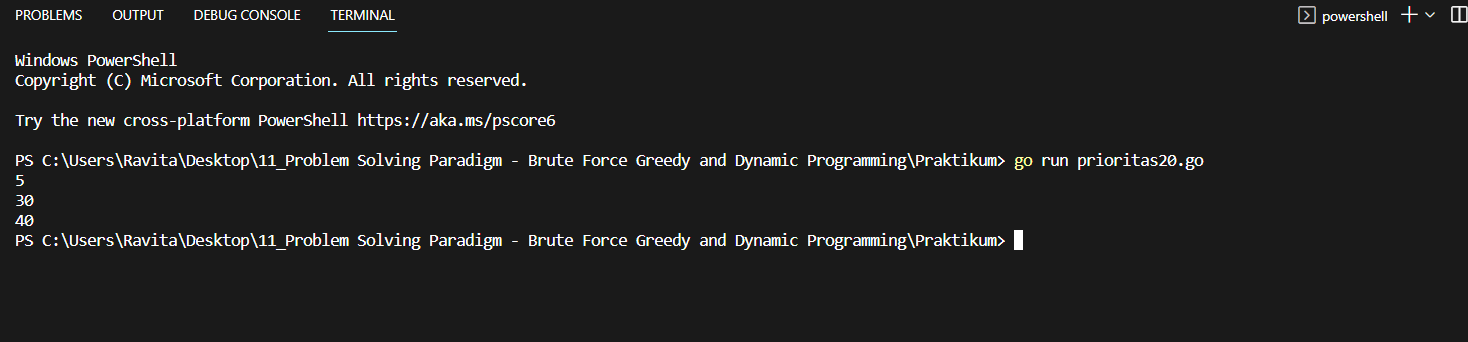 PROBLEMS OUTPUT DEBUG CONSOLE TERMINAL powershell
Windows PowerShell
Copyright (C) Microsoft Corporation. All rights reserved.
Try the new cross-platform PowerShell https://aka.ms/pscore6
PS C:\Users\Ravita\Desktop\11_Problem Solving Paradigm - Brute Force Greedy and Dynamic Programming\Praktikum> go run prioritas20.go
5
30
40
PS C:\Users\Ravita\Desktop\11_Problem Solving Paradigm - Brute Force Greedy and Dynamic Programming\Praktikum>